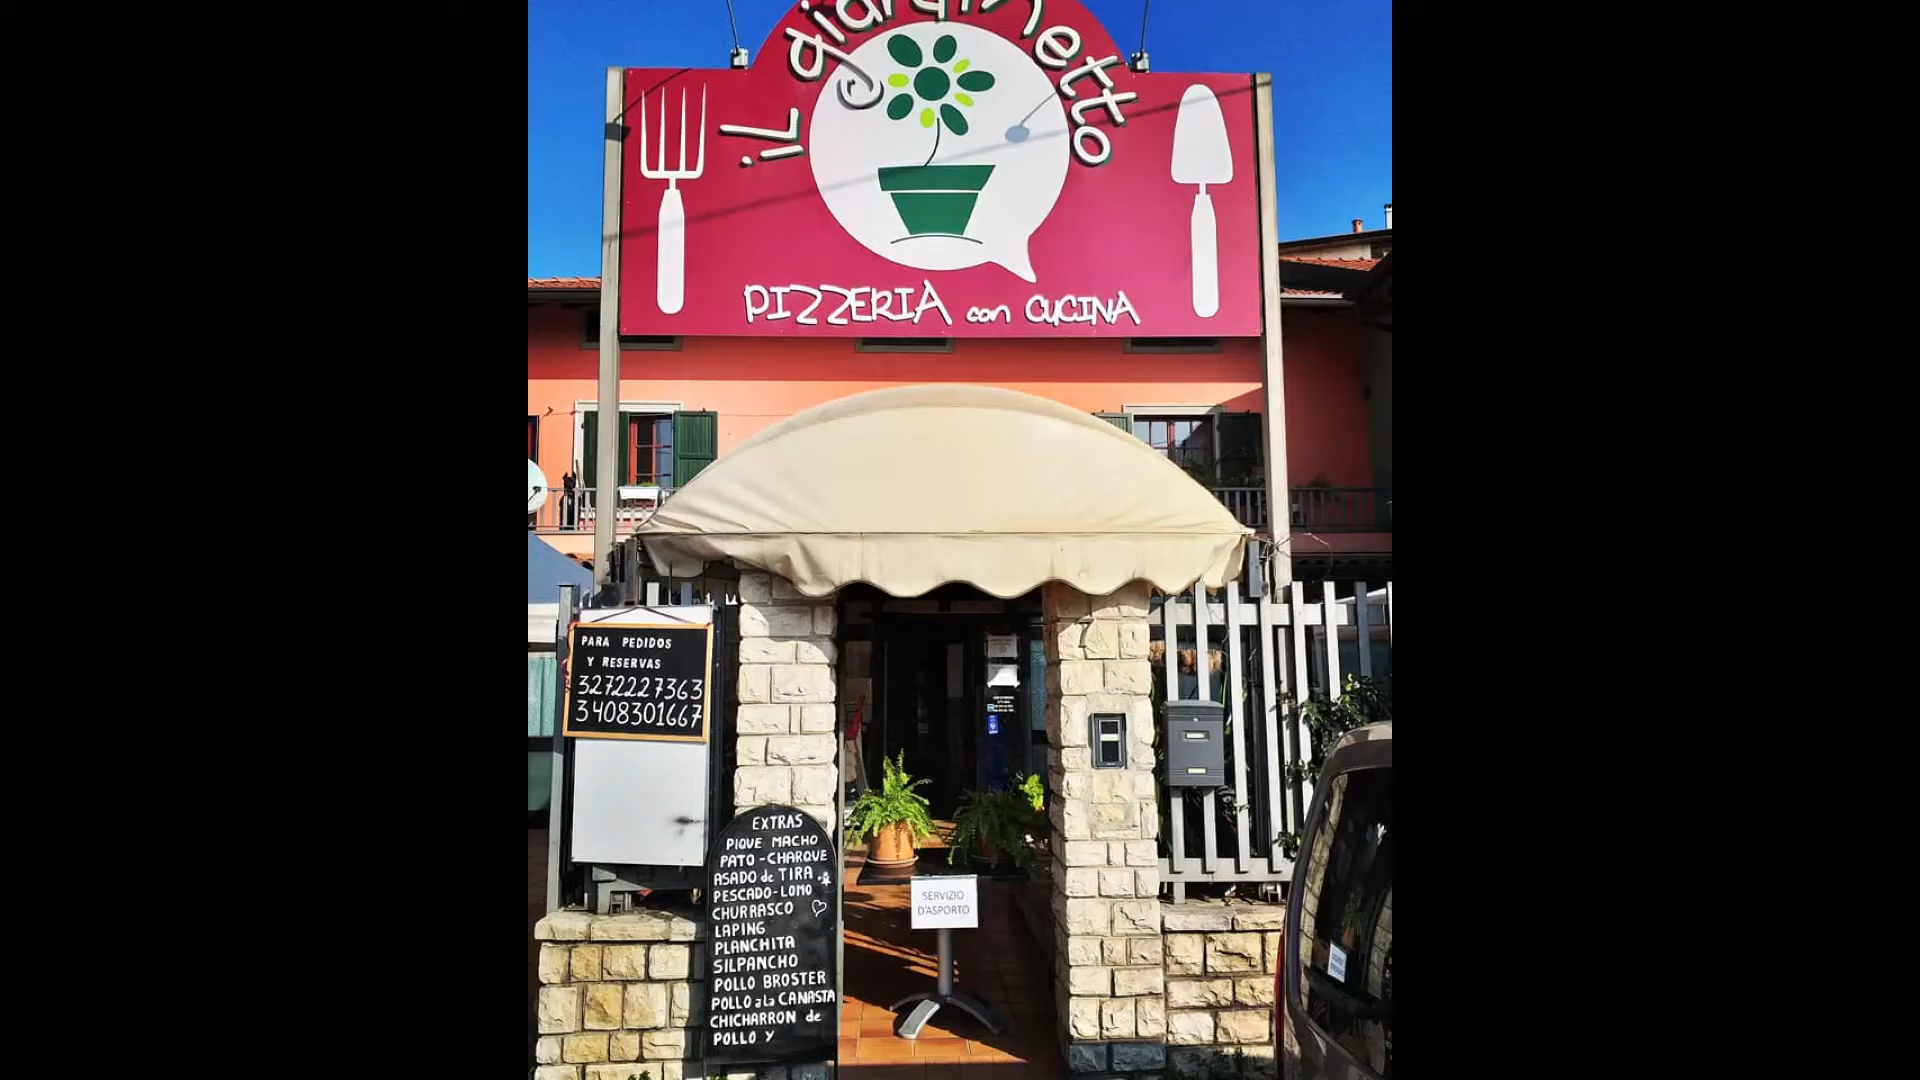 iL giardinetto
PIZZERIA con CUCINA
PARA PEDIDOS
Y RESERVAS
3272227363
3408301667
EXTRAS
PIQUE MACHO
PATO - CHARQUE
ASADO de TIRA
PESCADO - LOMO
CHURRASCO
LAPING
PLANCHITA
SILPANCHO
POLLO BROSTER
POLLO a la CANASTA
CHICHARRON de
POLLO Y
SERVIZIO
D'ASPORTO